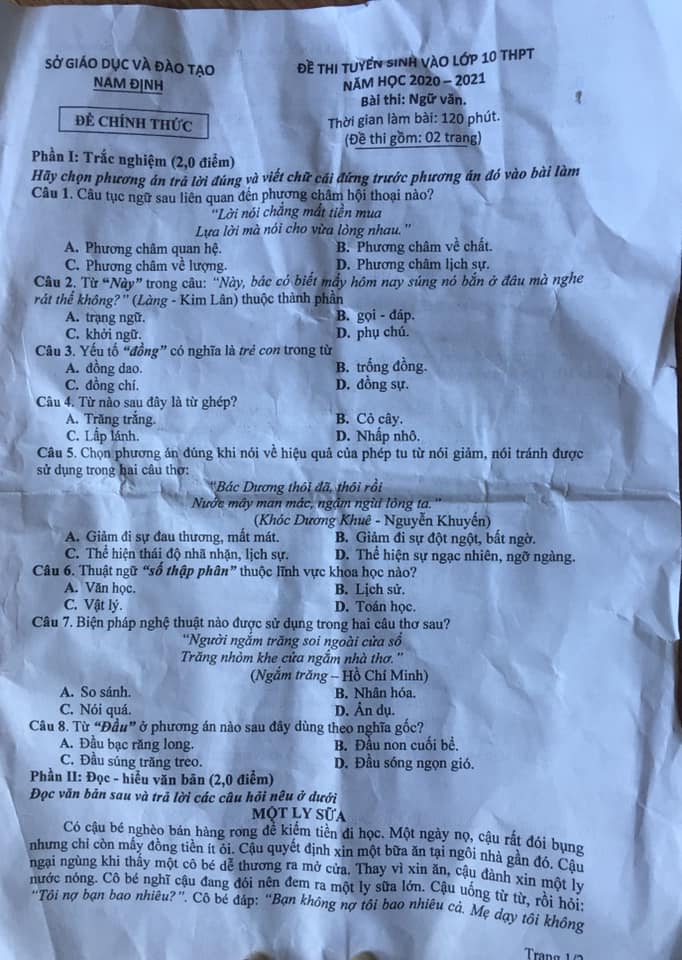 SỞ GIÁO DỤC VÀ ĐÀO TẠO
NAM ĐỊNH
ĐỀ CHÍNH THỨC
ĐỀ THI TUYỂN SINH VÀO LỚP 10 THPT
NĂM HỌC 2020 – 2021
Bài thi: Ngữ văn.
Thời gian làm bài: 120 phút.
(Đề thi gồm: 02 trang)
Phần I: Trắc nghiệm (2,0 điểm)
Hãy chọn phương án trả lời đúng và viết chữ cái đứng trước phương án đó vào bài làm
Câu 1. Câu tục ngữ sau liên quan đến phương châm hội thoại nào?
"Lời nói chẳng mất tiền mua
Lựa lời mà nói cho vừa lòng nhau."
A. Phương châm quan hệ. B. Phương châm về chất.
C. Phương châm về lượng. D. Phương châm lịch sự.
Câu 2. Từ "Này" trong câu: "Này, bác có biết mấy hôm nay súng nó bắn ở đâu mà nghe
rát thế không?" (Làng - Kim Lân) thuộc thành phần
A. trạng ngữ. B. gọi - đáp.
C. khởi ngữ. D. phụ chú.
Câu 3. Yếu tố "đồng" có nghĩa là trẻ con trong từ
A. đồng dao. B. trống đồng.
C. đồng chí. D. đồng sự.
Câu 4. Từ nào sau đây là từ ghép?
A. Trăng trắng. B. Cỏ cây.
C. Lấp lánh. D. Nhấp nhô.
Câu 5. Chọn phương án đúng khi nói về hiệu quả của phép tu từ nói giảm, nói tránh được
sử dụng trong hai câu thơ:
"Bác Dương thôi đã, thôi rồi
Nước mây man mác, ngậm ngùi lòng ta."
(Khóc Dương Khuê - Nguyễn Khuyến)
A. Giảm đi sự đau thương, mất mát. B. Giảm đi sự đột ngột, bất ngờ.
C. Thể hiện thái độ nhã nhặn, lịch sự. D. Thể hiện sự ngạc nhiên, ngỡ ngàng.
Câu 6. Thuật ngữ "số thập phân" thuộc lĩnh vực khoa học nào?
A. Văn học. B. Lịch sử.
C. Vật lý. D. Toán học.
Câu 7. Biện pháp nghệ thuật nào được sử dụng trong hai câu thơ sau?
"Người ngắm trăng soi ngoài cửa sổ
Trăng nhòm khe cửa ngắm nhà thơ."
(Ngắm trăng – Hồ Chí Minh)
A. So sánh. B. Nhân hóa.
C. Nói quá. D. Ẩn dụ.
Câu 8. Từ "Đầu" ở phương án nào sau đây dùng theo nghĩa gốc?
A. Đầu bạc răng long. B. Đầu non cuối bể.
C. Đầu súng trăng treo. D. Đầu sóng ngọn gió.
Phần II: Đọc - hiểu văn bản (2,0 điểm)
Đọc văn bản sau và trả lời các câu hỏi nêu ở dưới
MỘT LY SỮA
Có cậu bé nghèo bán hàng rong để kiếm tiền đi học. Một ngày nọ, cậu rất đói bụng
nhưng chỉ còn mấy đồng tiền ít ỏi. Cậu quyết định xin một bữa ăn tại ngôi nhà gần đó. Cậu
ngại ngùng khi thấy một cô bé dễ thương ra mở cửa. Thay vì xin ăn, cậu đành xin một ly
nước nóng. Cô bé nghĩ cậu đang đói nên đem ra một ly sữa lớn. Cậu uống từ từ, rồi hỏi:
"Tôi nợ bạn bao nhiêu?". Cô bé đáp: "Bạn không nợ tôi bao nhiêu cả. Mẹ dạy tôi không
Trang 1/2